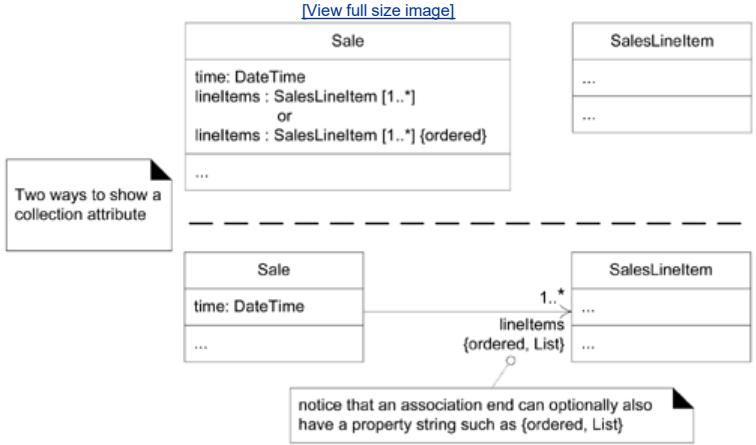 [View full size image]
Sale
time: DateTime
lineItems : SalesLineItem [1..*]
or
lineItems : SalesLineItem [1..*] {ordered}
...
SalesLineItem
...
...
Two ways to show a
collection attribute
Sale
time: DateTime
...
1..*
lineItems
{ordered, List}
SalesLineItem
...
...
notice that an association end can optionally also
have a property string such as {ordered, List}